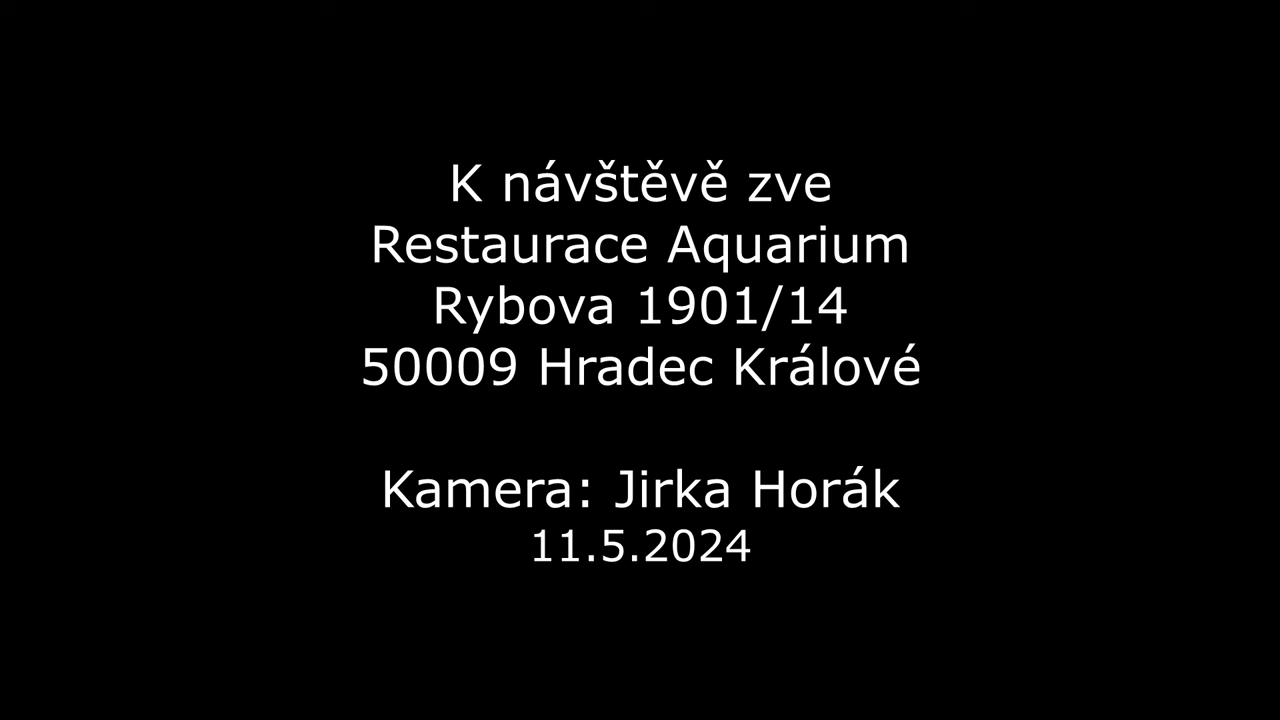 K návštěvě zve
Restaurace Aquarium
Rybova 1901/14
50009 Hradec Králové
Kamera: Jirka Horák
11.5.2024